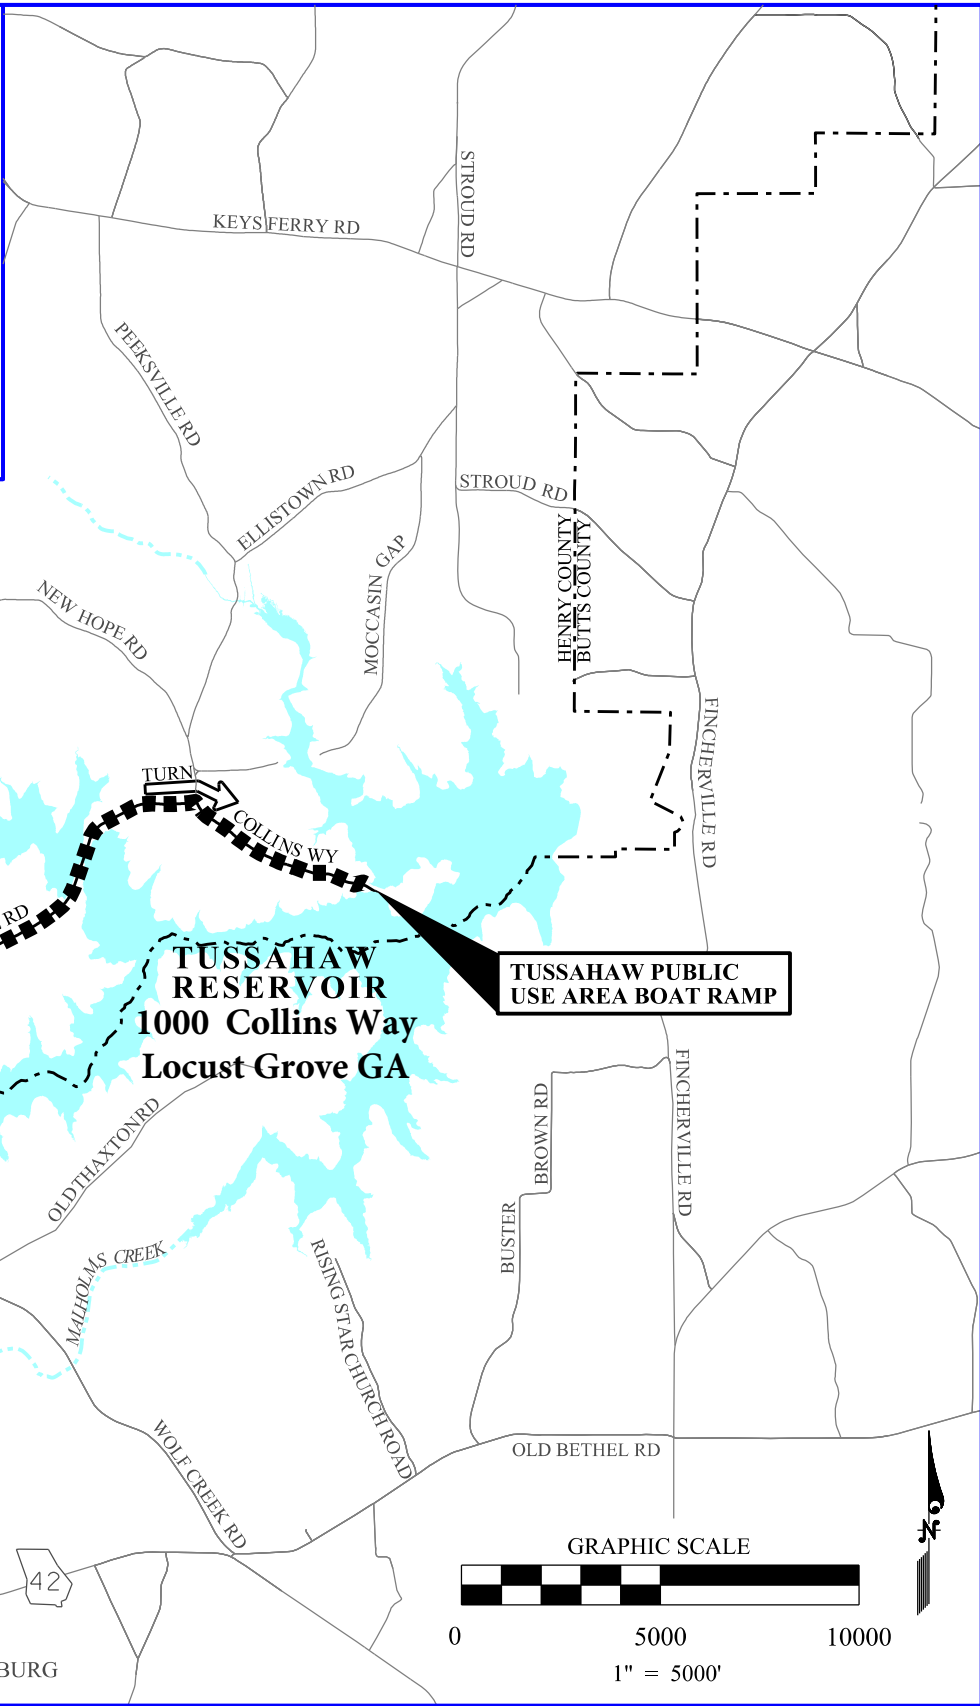 STROUD RD
KEYS FERRY RD
PEEKSVILLE RD
ELLISTOWN RD
STROUD RD
MOCCASIN GAP
HENRY COUNTY
BUTTS COUNTY
NEW HOPE RD
FINCHERVILLE RD
TURN
COLLINS WY
RD
TUSSAHAW
RESERVOIR
1000 Collins Way
Locust Grove GA
TUSSAHAW PUBLIC
USE AREA BOAT RAMP
FINCHERVILLE RD
OLD THAXTON RD
BUSTER BROWN RD
MALHOLMS CREEK
RISING STAR CHURCH ROAD
WOLF CREEK RD
OLD BETHEL RD
N
GRAPHIC SCALE
0 5000 10000
1" = 5000'
42
BURG